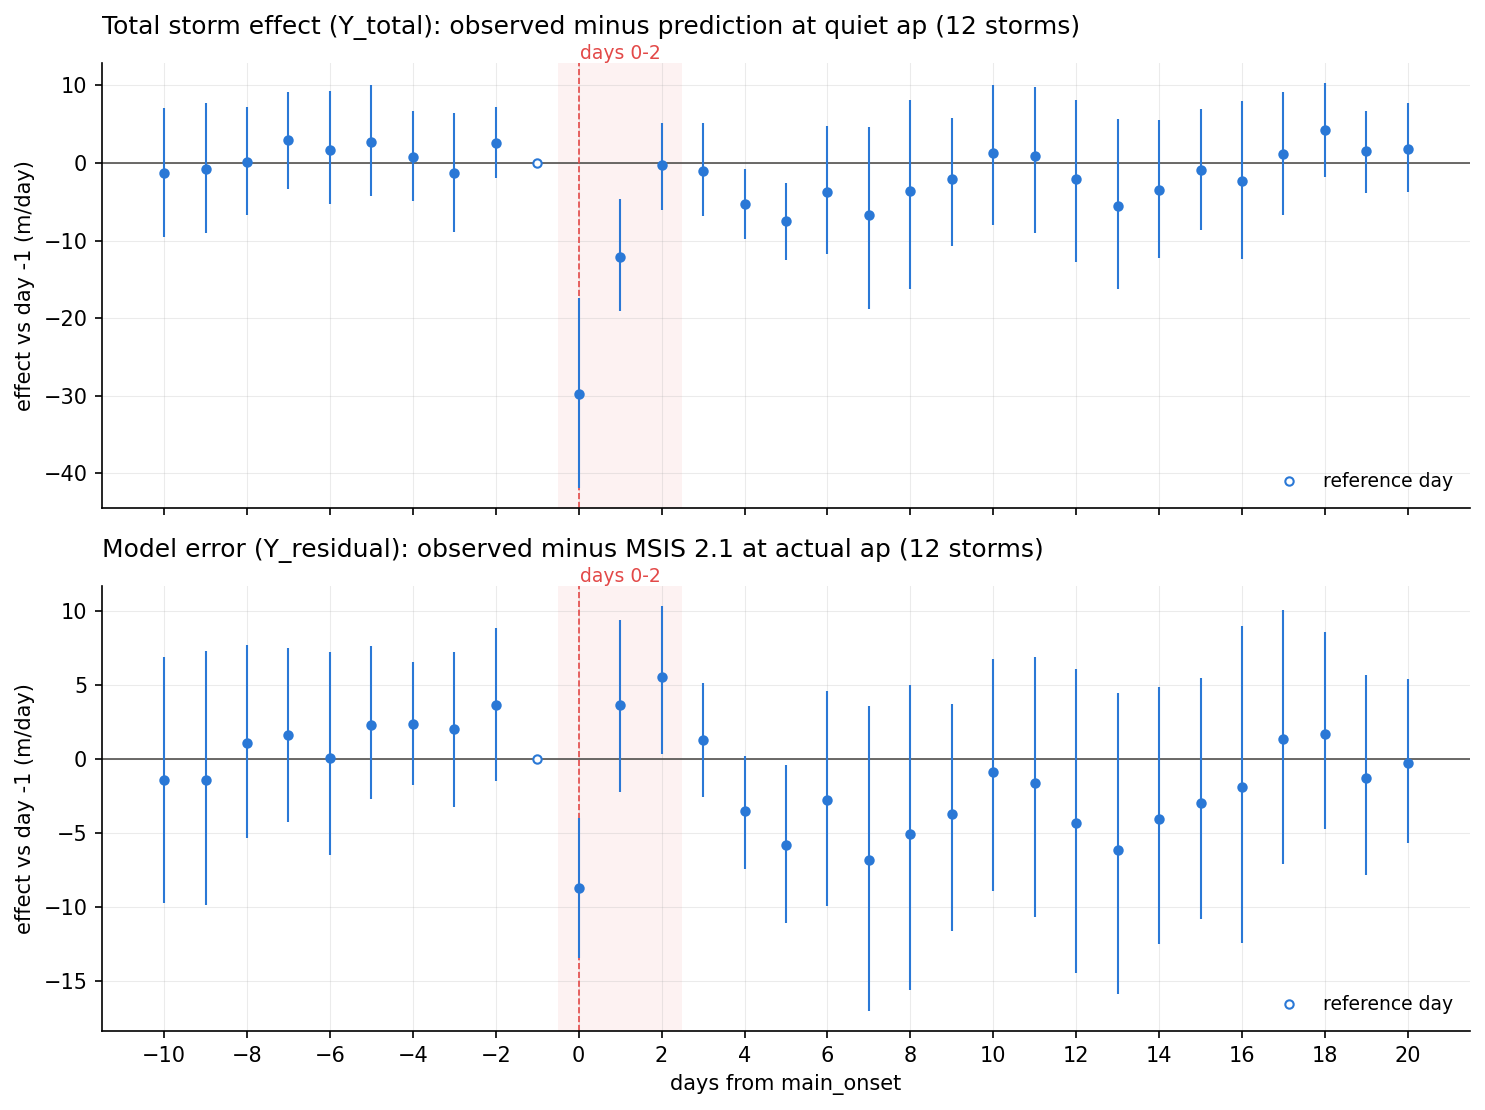 Total storm effect (Y_total): observed minus prediction at quiet ap (12 storms)
days 0-2
effect vs day -1 (m/day)
10
0
−10
−20
−30
−40
reference day
Model error (Y_residual): observed minus MSIS 2.1 at actual ap (12 storms)
days 0-2
effect vs day -1 (m/day)
10
5
0
−5
−10
−15
reference day
−10 −8 −6 −4 −2 0 2 4 6 8 10 12 14 16 18 20
days from main_onset